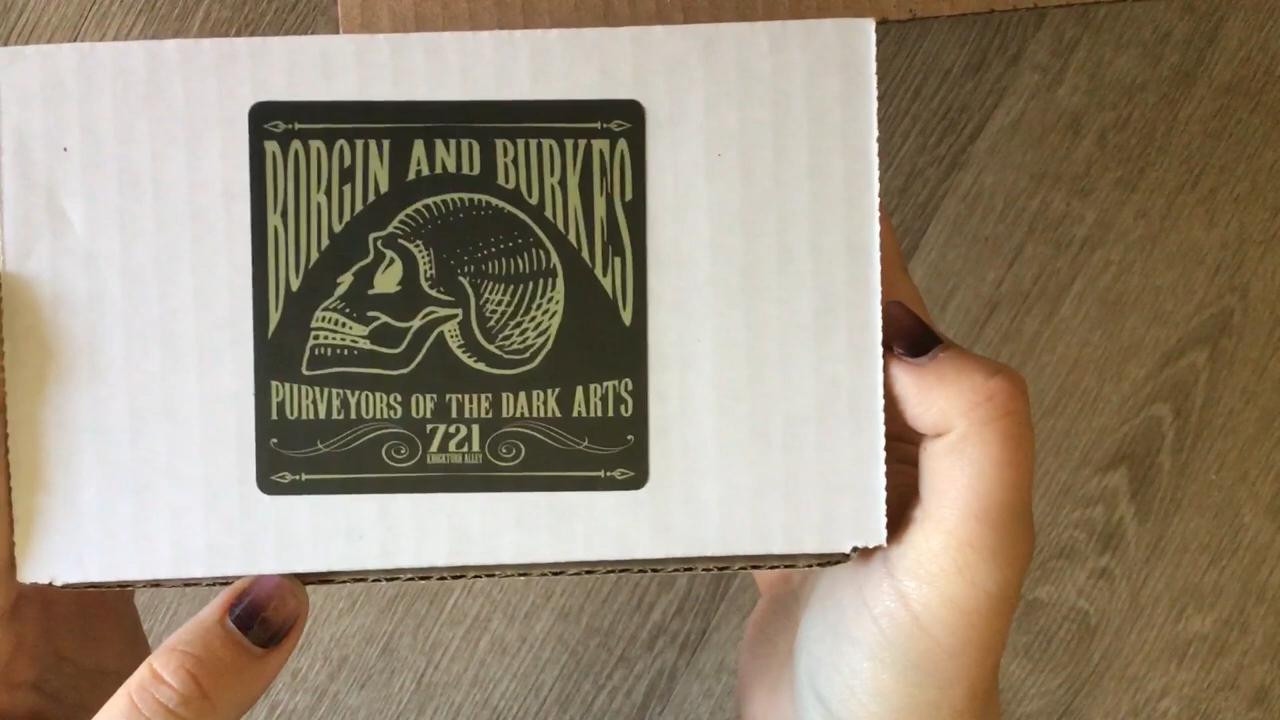 BORGIN AND BURKES
PURVEYORS OF THE DARK ARTS
721
KNOCKTURN ALLEY